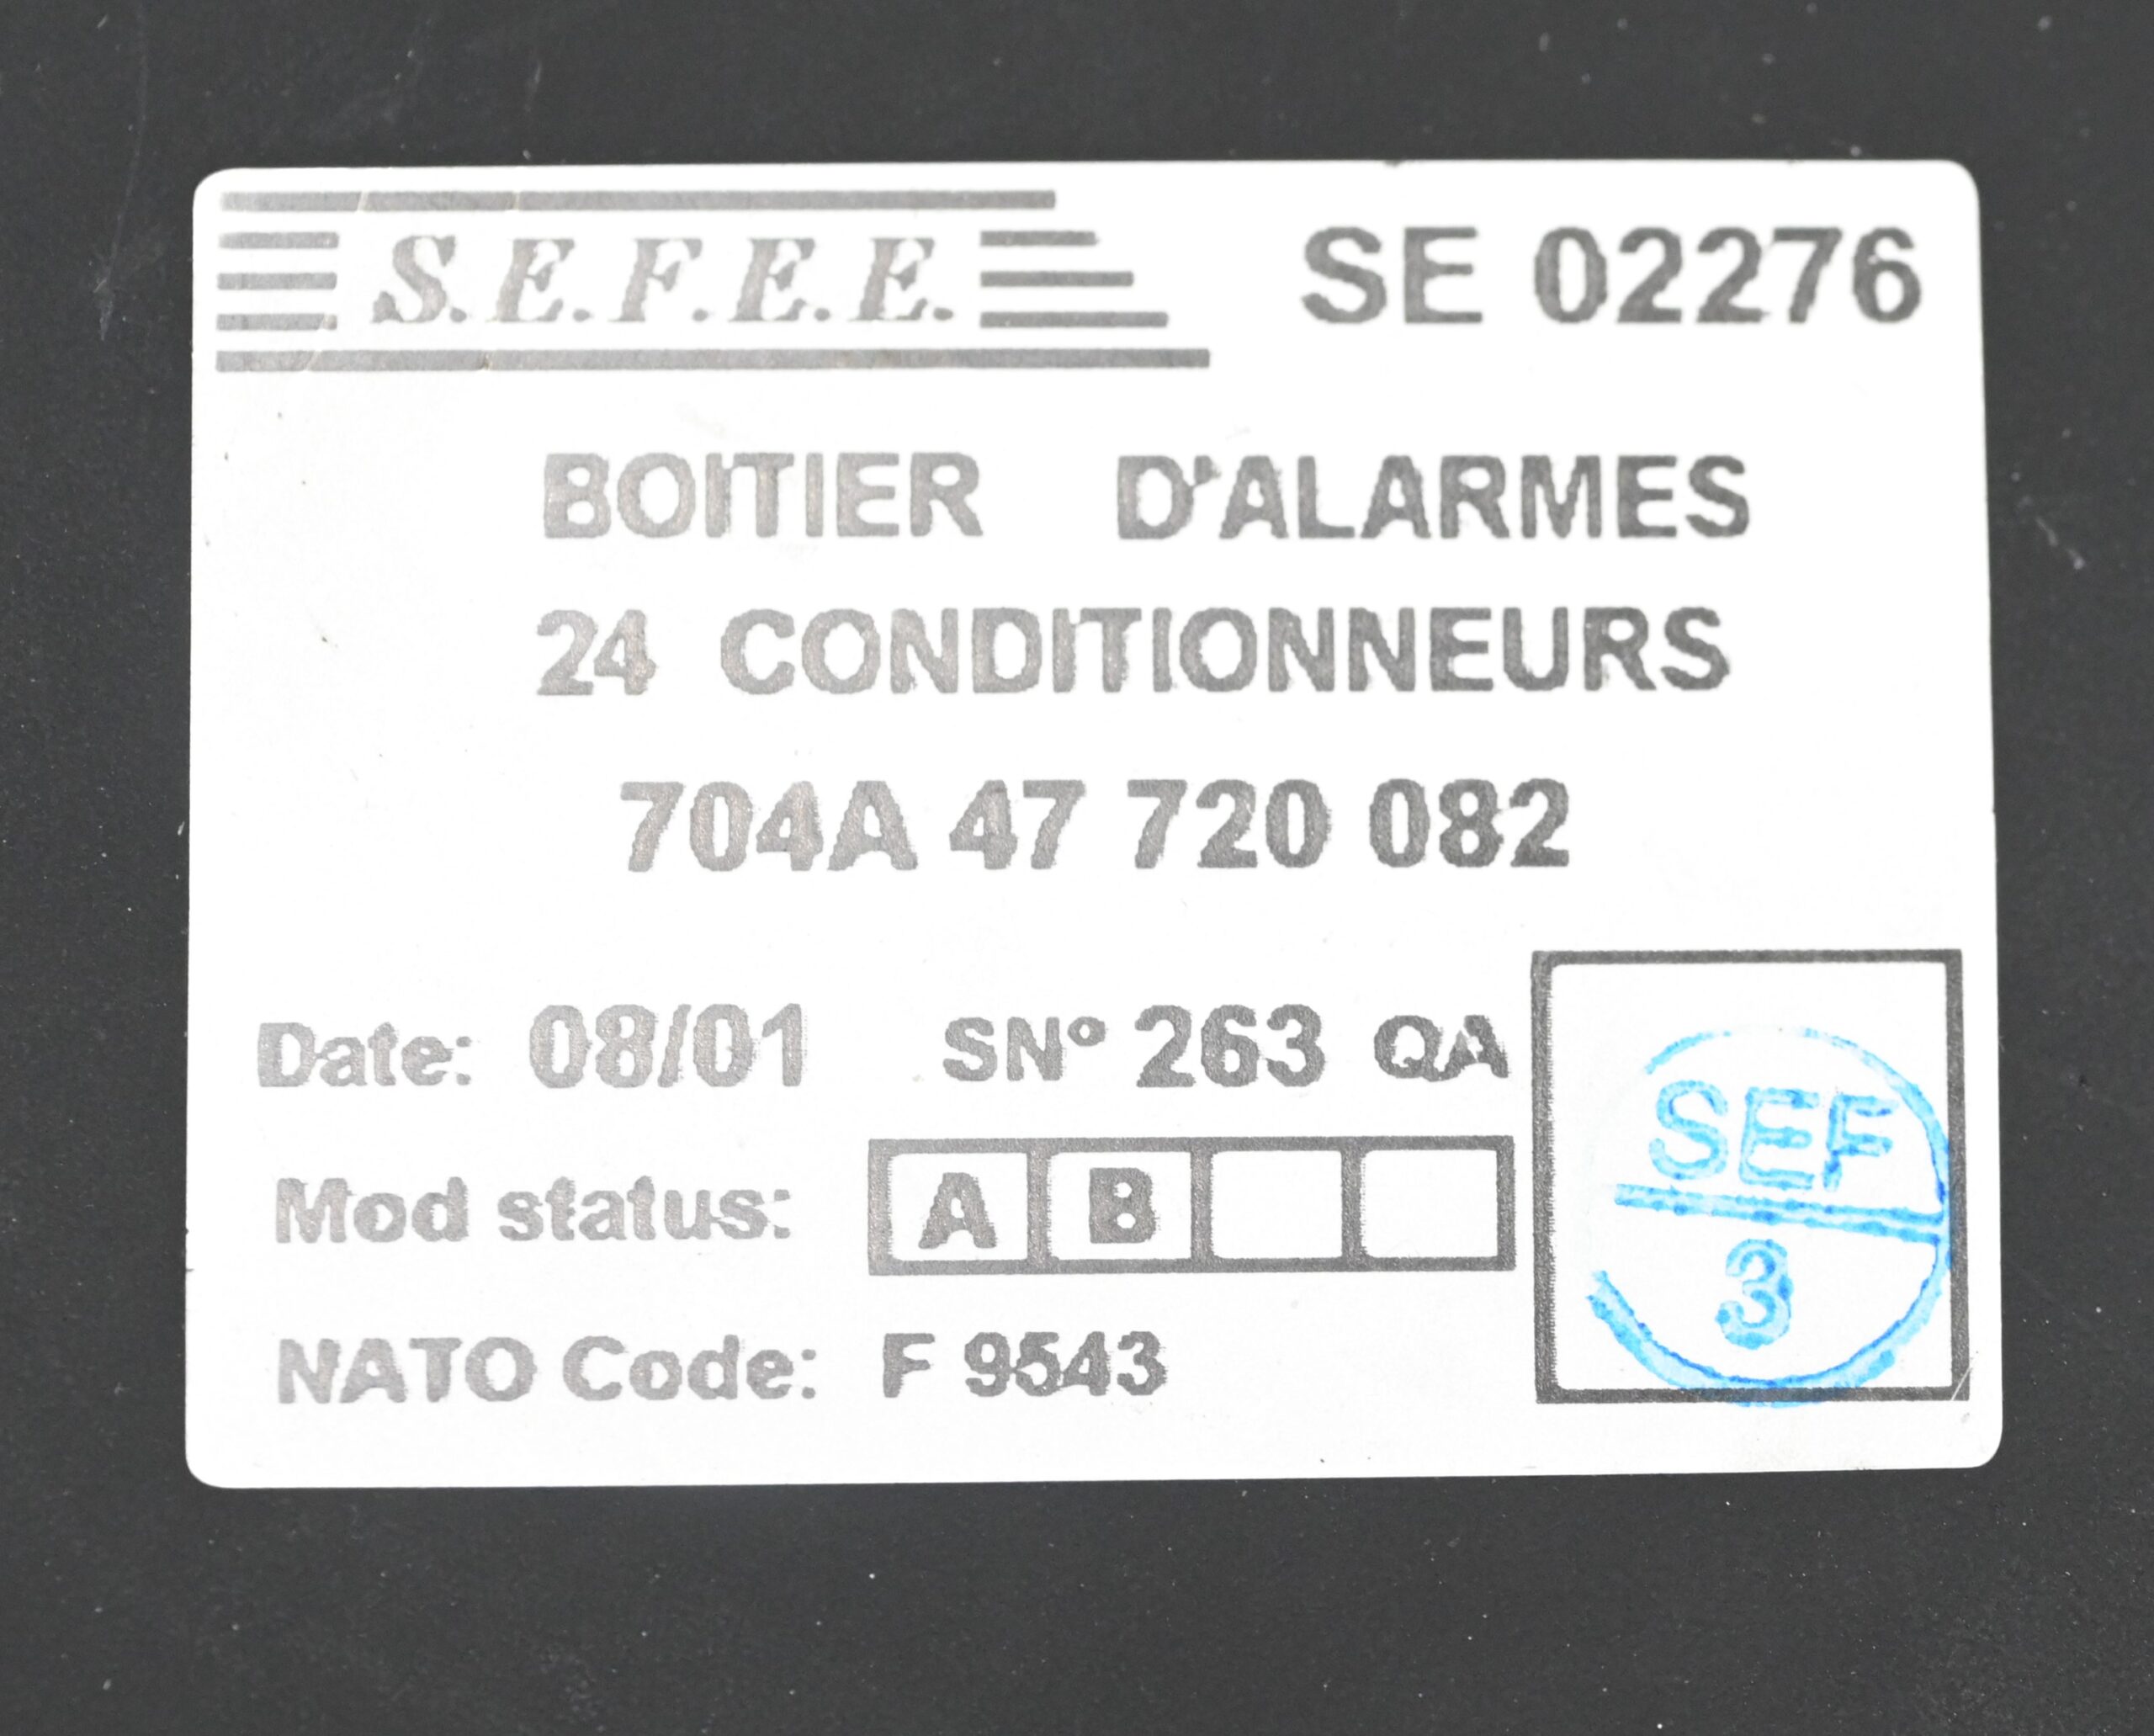 S.E.F.E.E. SE 02276
BOITIER D'ALARMES
24 CONDITIONNEURS
704A 47 720 082
Date: 08/01 SN° 263 QA
SEF
3
Mod status: A B
NATO Code: F 9543